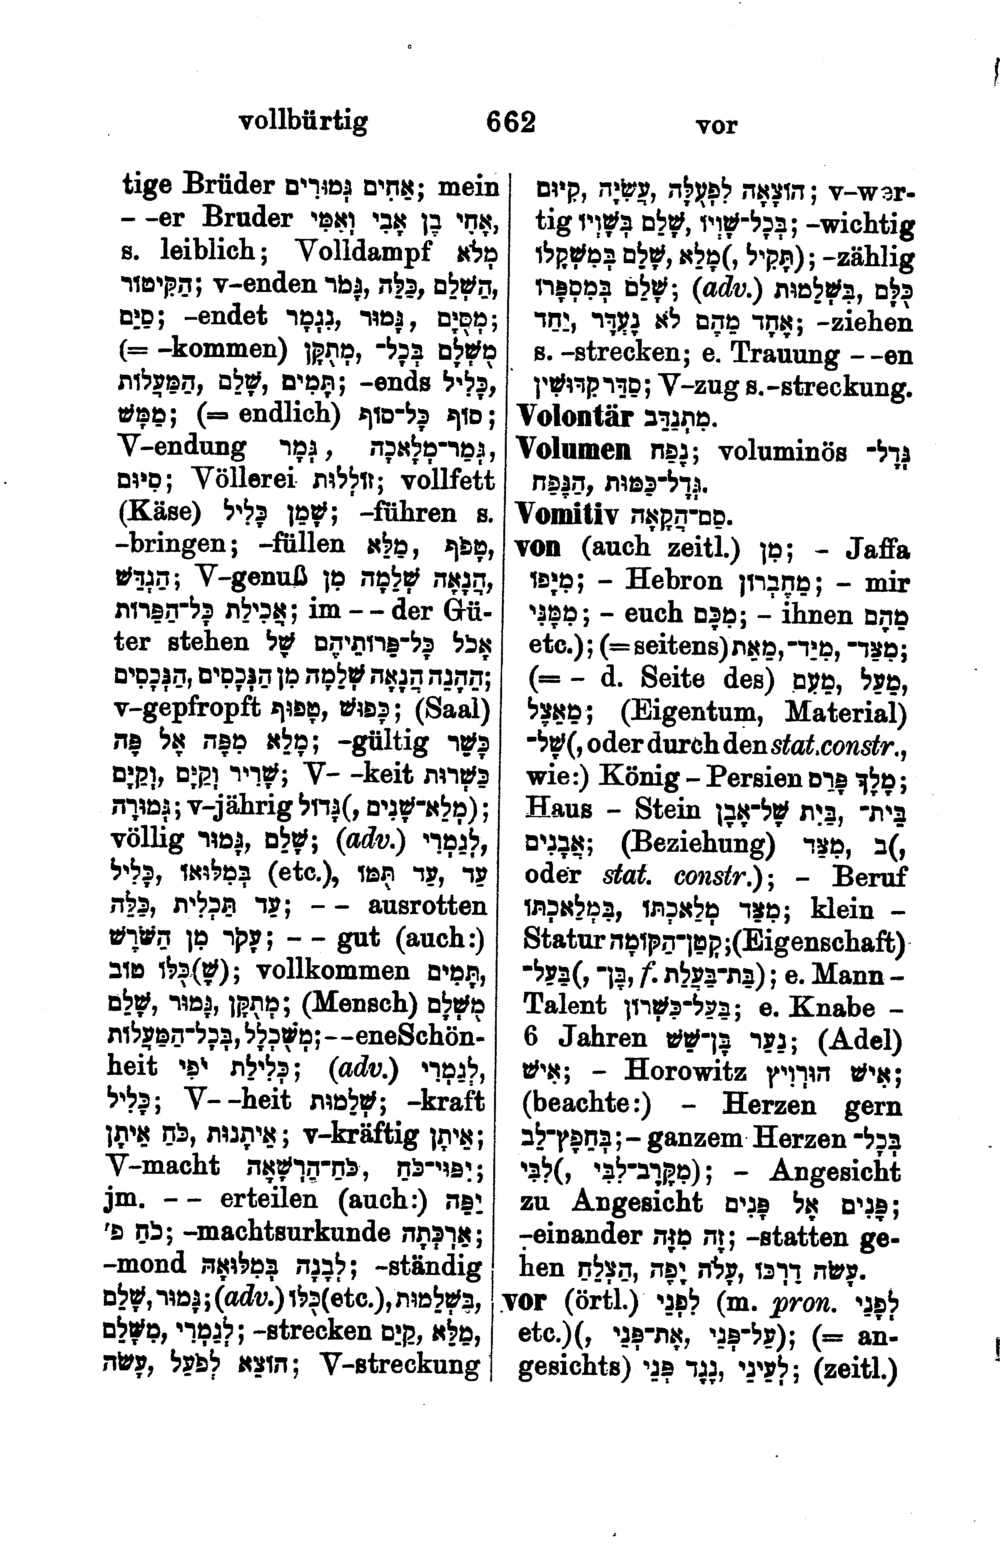 vollbürtig 662 vor
tige Brüder אַחִים גְּמוּרִים; mein
– –er Bruder אָחִי בֶן אָבִי וְאִמִּי,
s. leiblich; Volldampf מְלֹא
הַקִּיטוֹר; v–enden הַשְׁלֵם, כַּלֵּה, גָּמֹר,
סִיֵּם; –endet נִגְמָר, גָּמוּר, מְסֻיָּם;
(= –kommen) מֻשְׁלָם בְּכָל-, מְתֻקָּן,
הַמַּעֲלוֹת, תָּמִים, שָׁלֵם; –ends כָּלִיל,
מַמָּשׁ; (= endlich) סוֹף כָּל-סוֹף;
V–endung גְּמָר, גְּמַר-מְלָאכָה,
סִיּוּם; Völlerei זוֹלְלוּת; vollfett
(Käse) שָׁמֵן כָּלִיל; –führen s.
–bringen; –füllen מַלֵּא, סָפֹּף,
הַגְדֵּשׁ; V–genuß הֲנָאָה שְׁלֵמָה מִן,
אֲכִילַת כָּל-הַפֵּרוֹת; im – – der Gü-
ter stehen אָכֹל כָּל-פֵּרוֹתֵיהֶם שֶׁל
הַנְּכָסִים, הֵהָנֵה הֲנָאָה שְׁלֵמָה מִן הַנְּכָסִים;
v–gepfropft כָּפוּשׁ, טָפוּף; (Saal)
מָלֵא מִפֶּה אֶל פֶּה; –gültig כָּשֵׁר
שָׁרִיר וְקַיָּם, וְקַיָּם; V– –keit כַּשְׁרוּת
גְּמוּרָה; v–jährig גָּדוֹל(, מְלֵא-שָׁנִים);
völlig שָׁלֵם, גָּמוּר; (adv.) לְגַמְרֵי,
כָּלִיל, בִּמְלוֹאוֹ (etc.), עַד, עַד תֻּמּוֹ
עַד תַּכְלִית, כַּלֵּה; – – ausrotten
עָקֹר מִן הַשֹּׁרֶשׁ; – – gut (auch:)
(שֶׁ)כֻּלּוֹ טוֹב; vollkommen תָּמִים,
מֻשְׁלָם, מְתֻקָּן, גָּמוּר, שָׁלֵם; (Mensch)
מְשֻׁכְלָל, בְּכָל-הַמַּעֲלוֹת;– –eneSchön-
heit כְּלִילַת יֹפִי; (adv.) לְגַמְרֵי,
כָּלִיל; V– –heit שְׁלֵמוּת; –kraft
אֵיתָנוּת, כֹּחַ אֵיתָן; v–kräftig אֵיתָן;
V–macht כֹּחַ-הַרְשָׁאָה, יִפּוּי-כֹּחַ;
jm. – – erteilen (auch:) יַפֵּה
כֹּחַ פ'; –machtsurkunde אַרְכְּתָה;
–mond לְבָנָה בִּמְלוֹאָהּ; –ständig
גָּמוּר, שָׁלֵם;(adv.) כֻּלּוֹ(etc.), בִּשְׁלֵמוּת,
לְגַמְרֵי, מְשֻׁלָּם; –strecken מַלֵּא, קַיֵּם,
הוֹצֵא לְפֹעַל, עָשֹׂה; V–streckung
הוֹצָאָה לִפְעֻלָּה, עֲשִׂיָּה, קִיּוּם; v–wer-
tig בְּכָל-שָׁוְיוֹ, שָׁלֵם בְּשָׁוְיוֹ; –wichtig
מָלֵא, שָׁלֵם בְּמִשְׁקָלוֹ(, תָּקִיל); –zählig
שָׁלֵם בְּמִסְפָּרוֹ; (adv.) כֻּלָּם, בִּשְׁלֵמוּת
אֶחָד מֵהֶם לֹא נֶעְדָּר, יַחַד; –ziehen
s. –strecken; e. Trauung – –en
סַדֵּר קִדּוּשִׁין; V–zug s.–streckung.
Volontär מִתְנַדֵּב.
Volumen נֶפַח; voluminös גְּדָל-
גְּדָל-כַּמּוּת, הַנֶּפַח.
Vomitiv סַם-הֲקָאָה.
von (auch zeitl.) מִן; – Jaffa
מִיָּפוֹ; – Hebron מֵחֶבְרוֹן; – mir
מִמֶּנִּי; – euch מִכֶּם; – ihnen מֵהֶם
etc.); (=seitens) מִצַּד-, מִיַּד-, מֵאֵת;
(= – d. Seite des) מֵעַל, מֵעִם,
מֵאֵצֶל; (Eigentum, Material)
שֶׁל-(, oder durch den stat.constr.,
wie:) König – Persien מֶלֶךְ פָּרַס;
Haus – Stein בַּיִת שֶׁל-אֶבֶן, בֵּית-
אֲבָנִים; (Beziehung) מִצַּד, ב(,
oder stat. constr.); – Beruf
מִצַּד מְלַאכְתּוֹ, בִּמְלַאכְתּוֹ; klein –
Statur קְטַן-הַקּוֹמָה;(Eigenschaft)
בַּעַל-(, בֶּן-, f. בַּת-בַּעֲלַת-); e. Mann –
Talent בַּעַל-כִּשְׁרוֹן; e. Knabe –
6 Jahren נַעַר בֶּן-שֵׁשׁ; (Adel)
אִישׁ; – Horowitz אִישׁ הוּרְוִיץ;
(beachte:) – Herzen gern
בְּחֵפֶץ-לֵב;– ganzem Herzen בְּכָל-
לִבִּי(, מִקֶּרֶב-לִבִּי); – Angesicht
zu Angesicht פָּנִים אֶל פָּנִים;
–einander זֶה מִזֶּה; –statten ge-
hen עָשֹׂה דַרְכּוֹ, עָלֹה יָפֶה, הַצְלֵחַ.
vor (örtl.) לִפְנֵי (m. pron. לְפָנַי
etc.)(, עַל-פְּנֵי, אֶת-פְּנֵי); (= an-
gesichts) לְעֵינֵי, נֶגֶד פְּנֵי; (zeitl.)